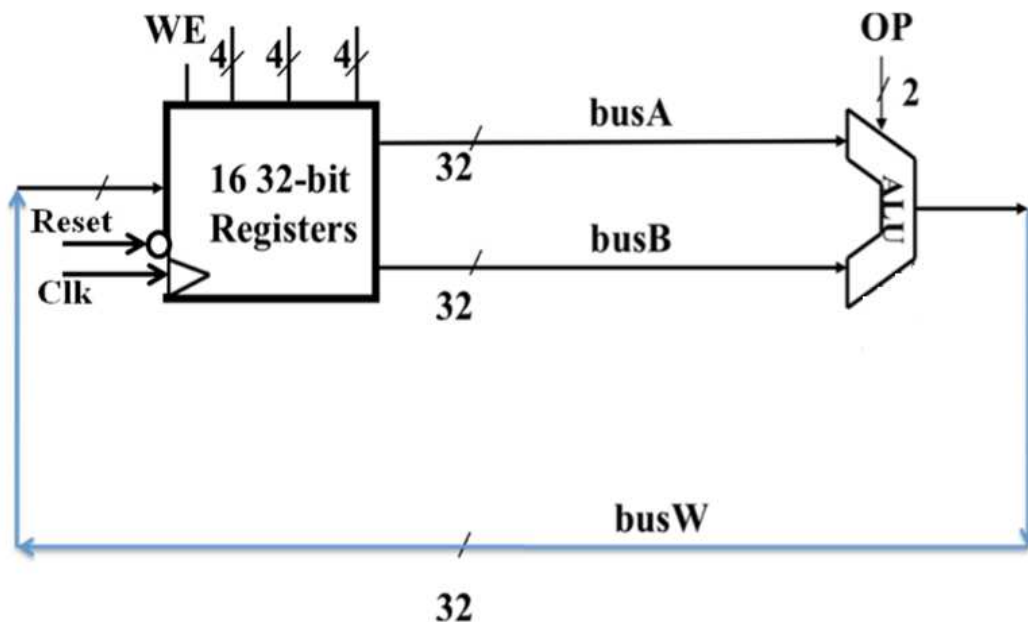 WE
4 4 4
OP
2
busA
32
16 32-bit
Registers
ALU
Reset
busB
Clk
32
busW
32